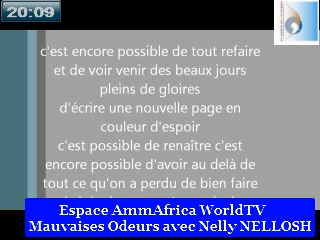 20:09
c'est encore possible de tout refaire
et de voir venir des beaux jours
pleins de gloires
d'écrire une nouvelle page en
couleur d'espoir
c'est possible de renaître c'est
encore possible d'avoir au delà de
tout ce qu'on a perdu de bien faire
Espace AmmAfrica WorldTV
Mauvaises Odeurs avec Nelly NELLOSH